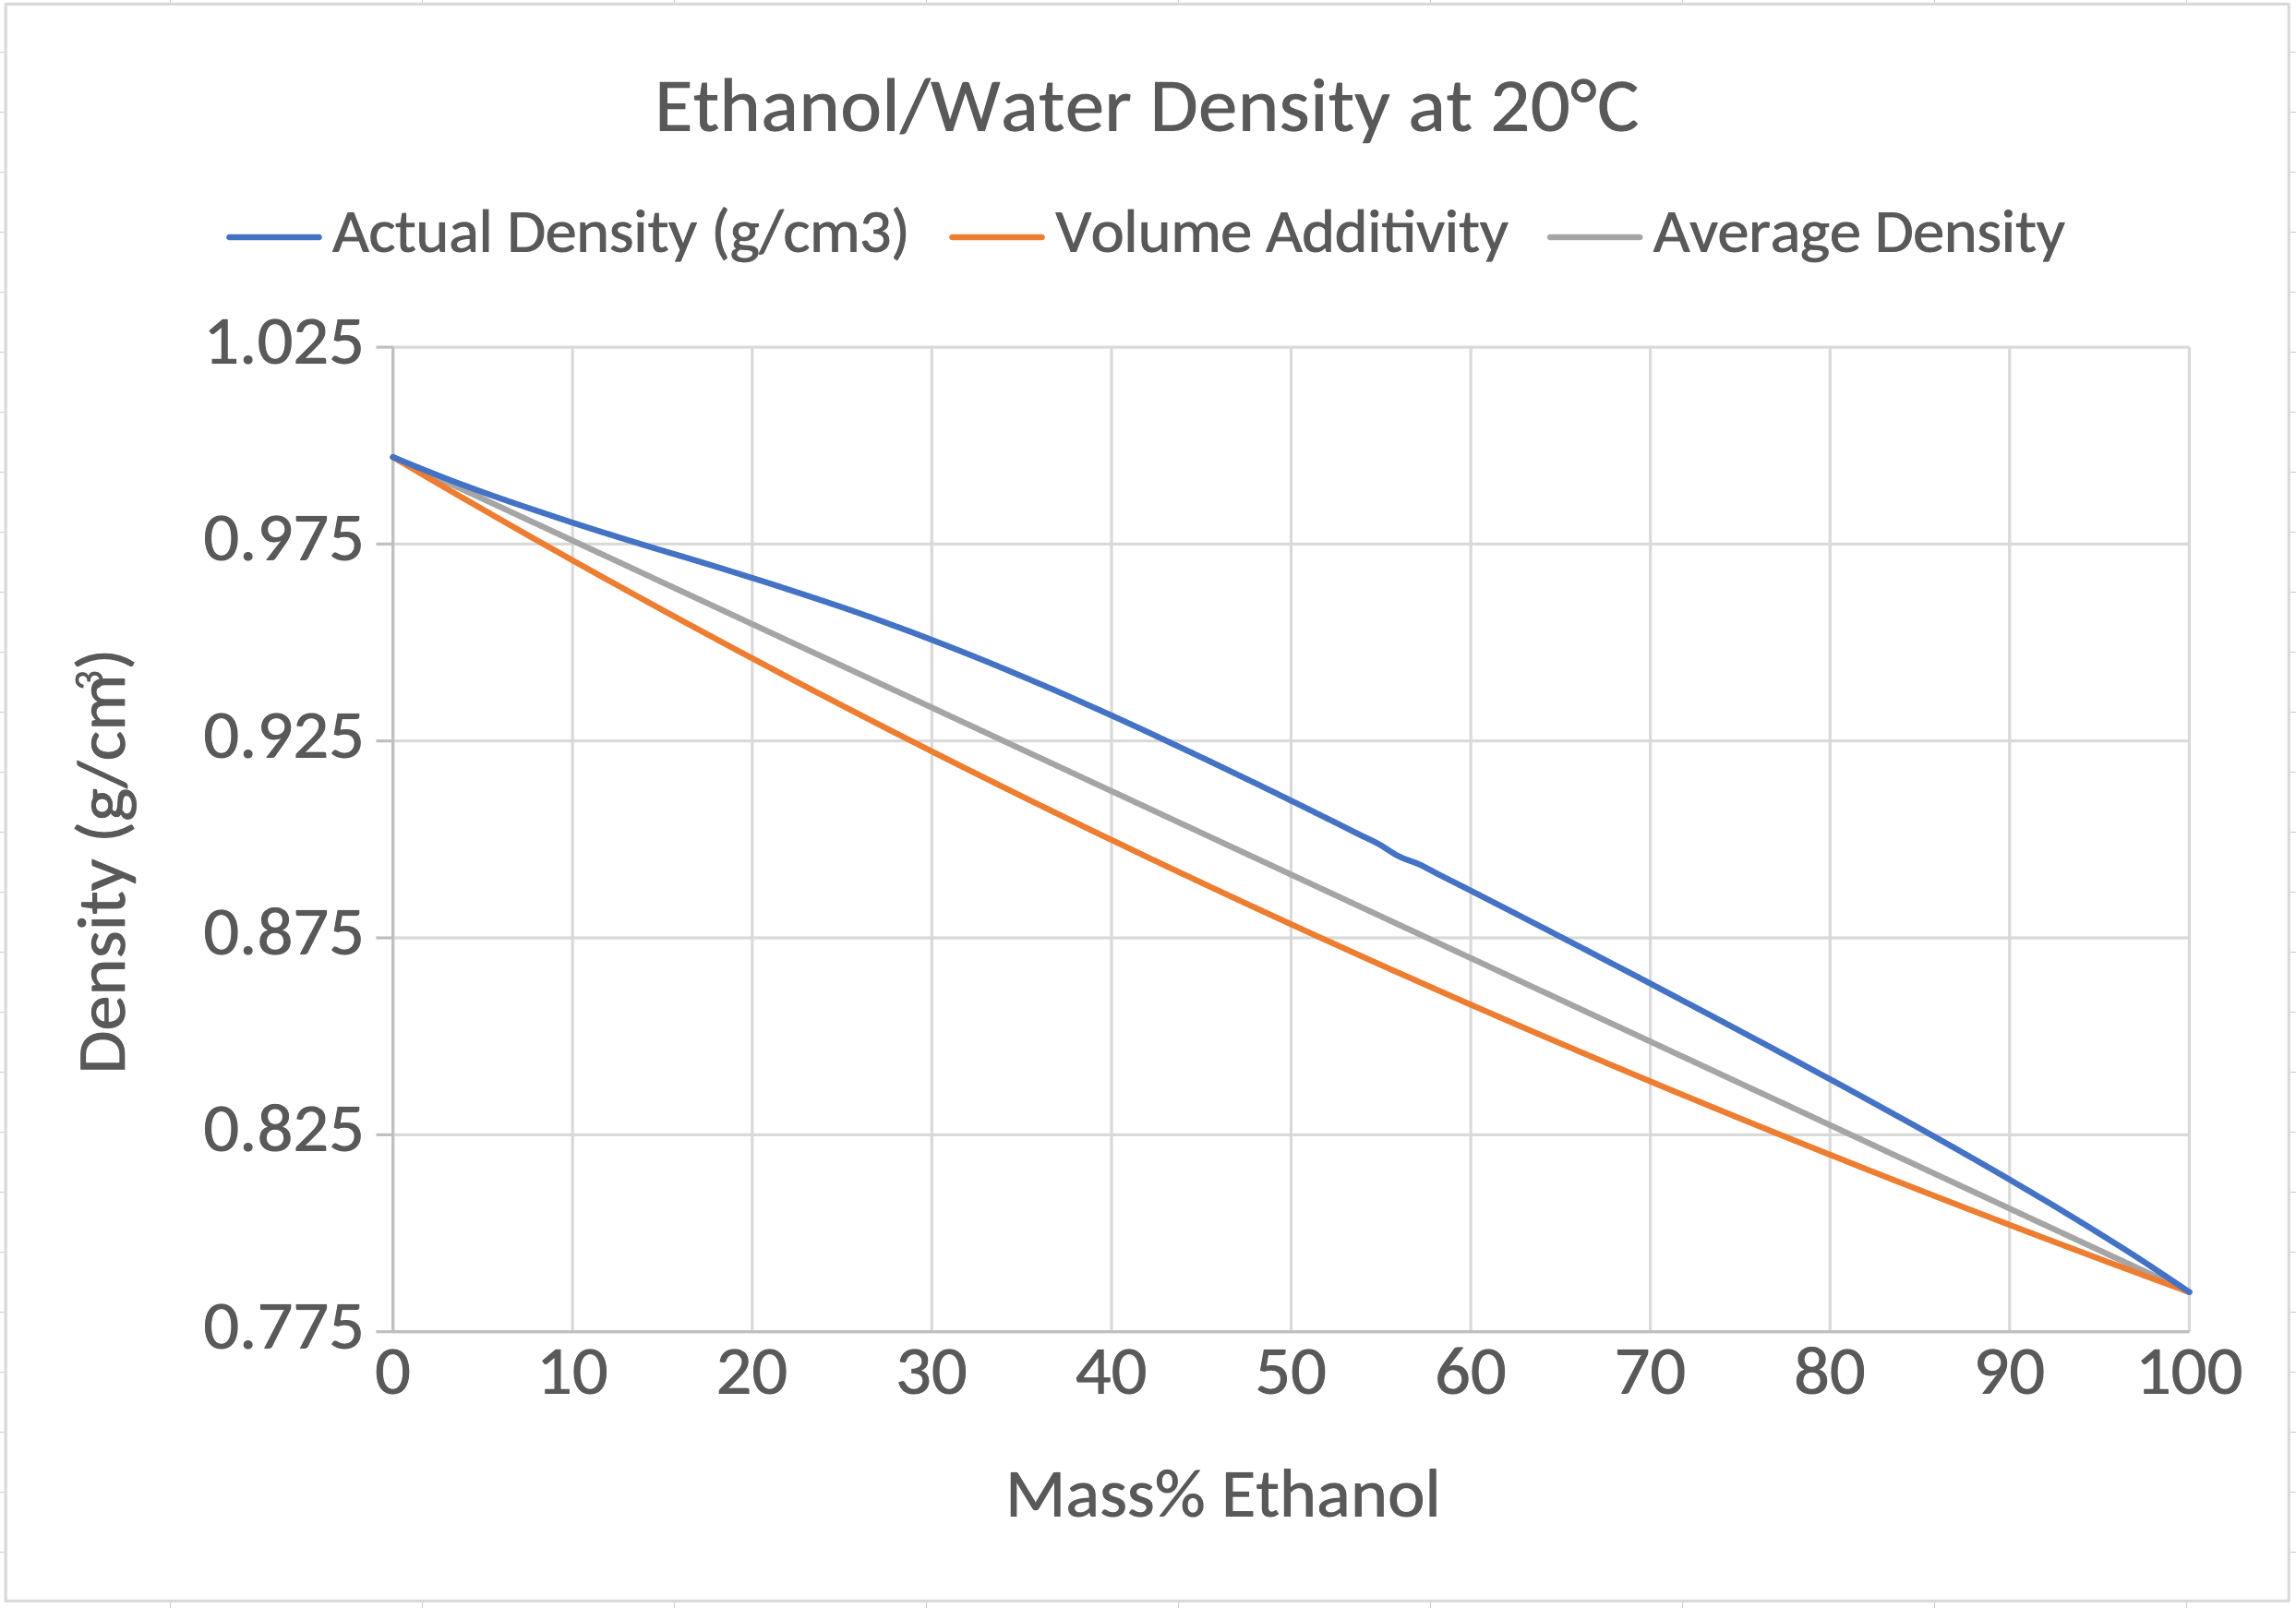 Ethanol/Water Density at 20°C
Actual Density (g/cm3) Volume Additivity Average Density
1.025
0.975
0.925
0.875
0.825
0.775
Density (g/cm³)
0 10 20 30 40 50 60 70 80 90 100
Mass% Ethanol